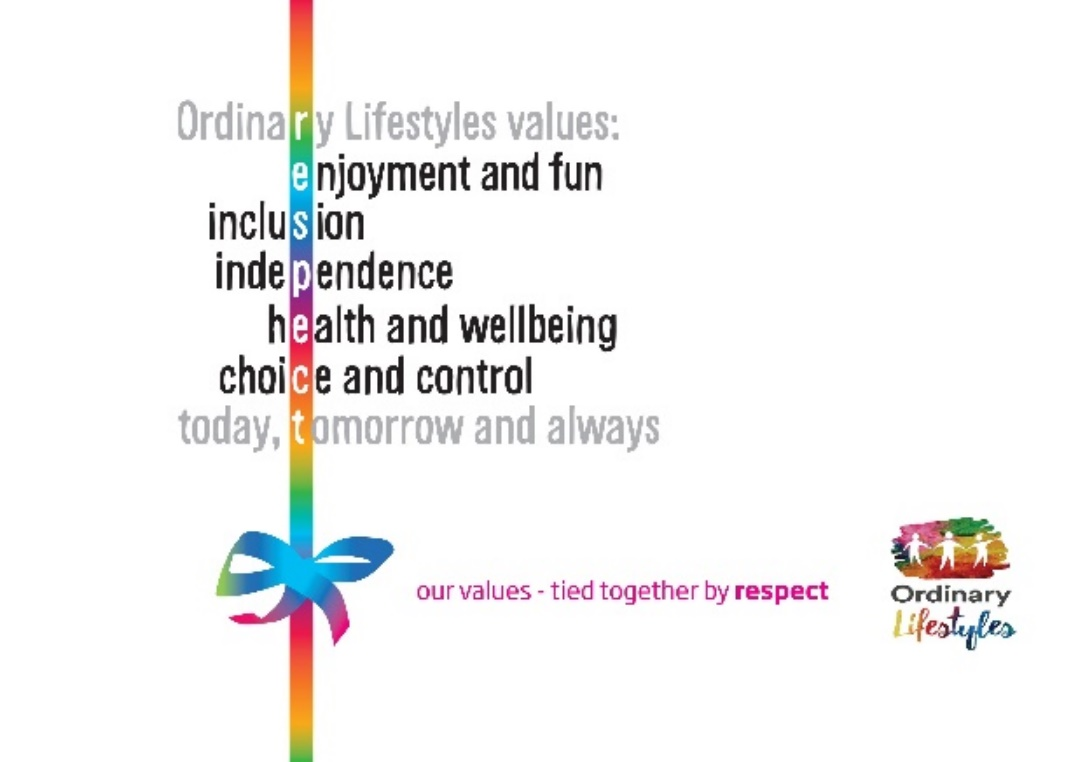 Ordinary Lifestyles values:
enjoyment and fun
inclusion
independence
health and wellbeing
choice and control
today, tomorrow and always
our values - tied together by respect
Ordinary
Lifestyles